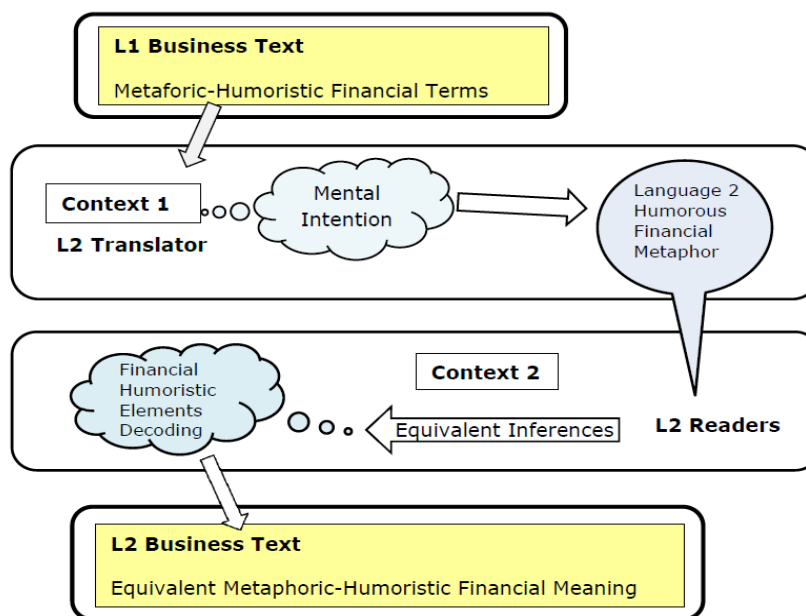 L1 Business Text
Metaforic-Humoristic Financial Terms
Context 1
L2 Translator
Mental
Intention
Language 2
Humorous
Financial
Metaphor
Financial
Humoristic
Elements
Decoding
Context 2
Equivalent Inferences
L2 Readers
L2 Business Text
Equivalent Metaphoric-Humoristic Financial Meaning